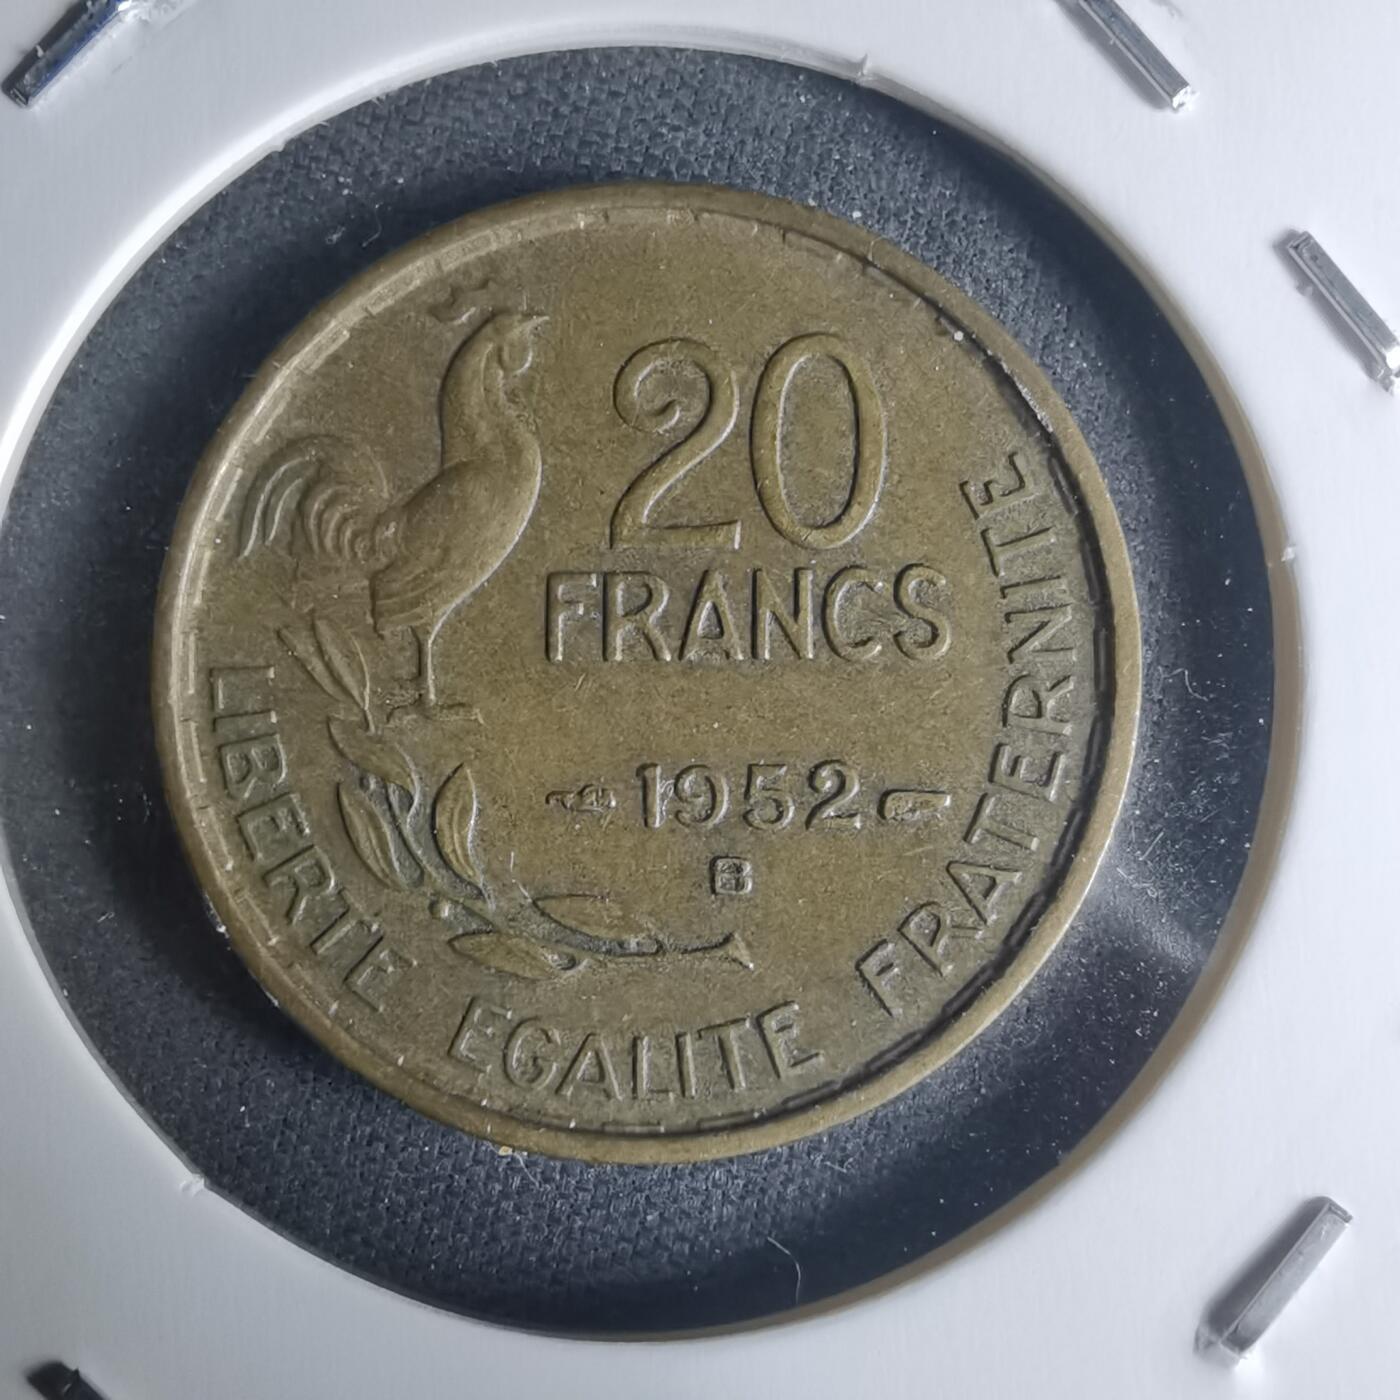 20
FRANCS
1952
B
LIBERTE EGALITE FRATERNITE